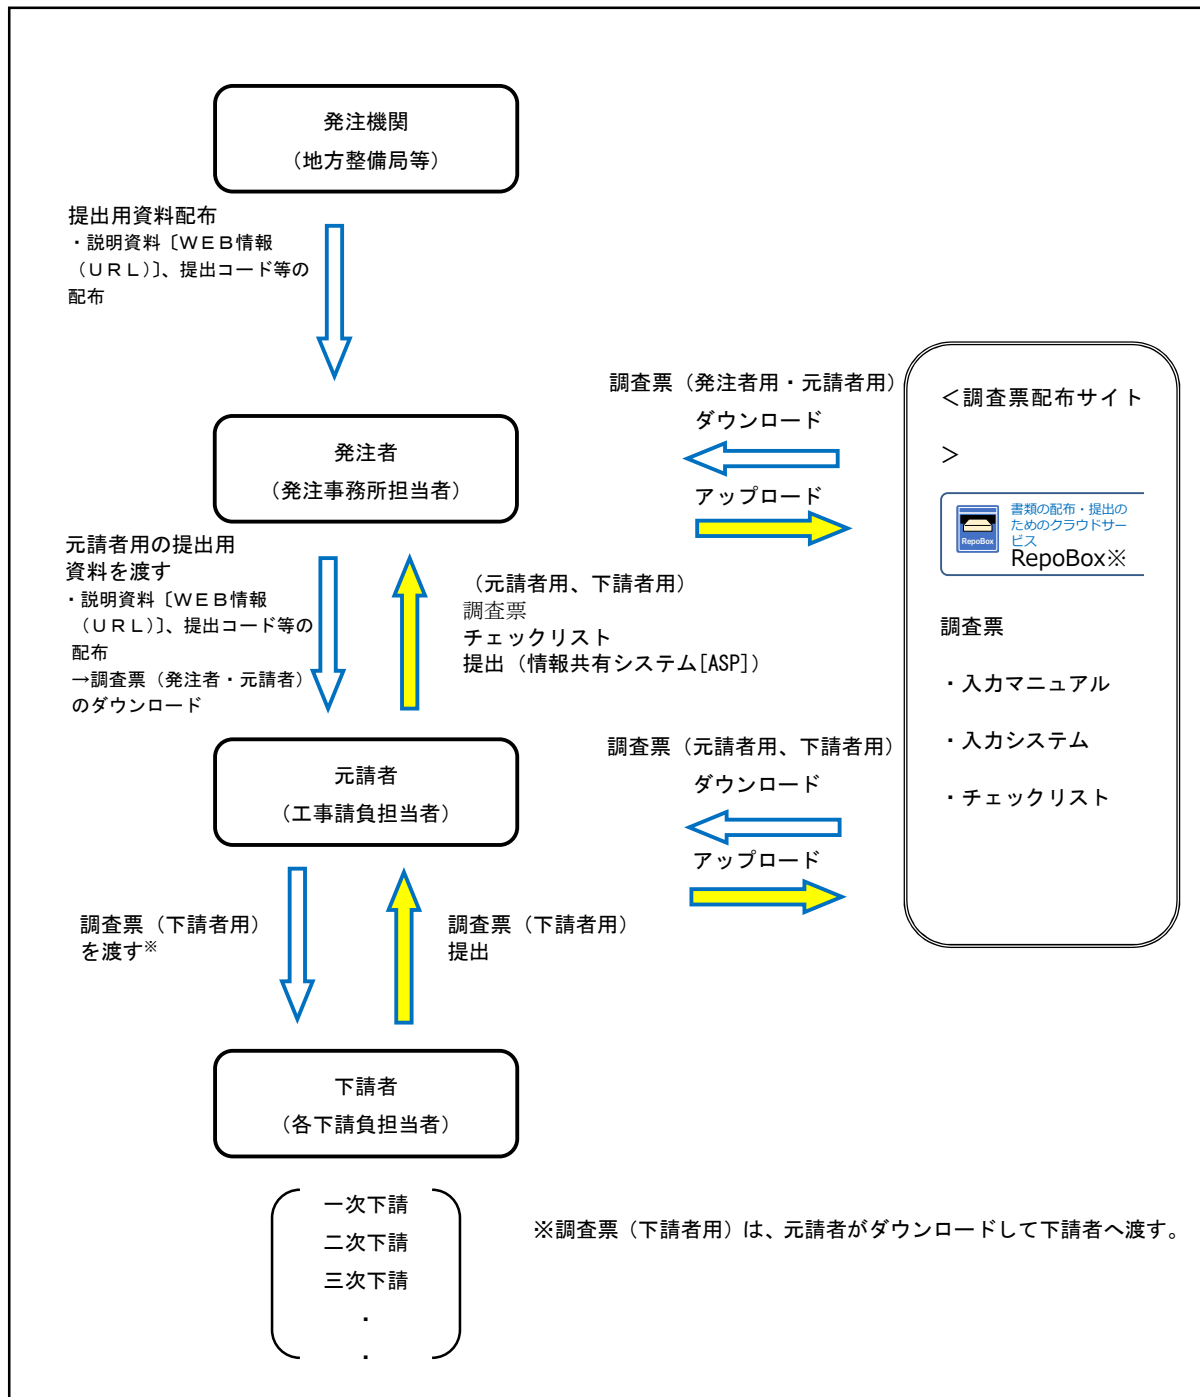 発注機関
（地方整備局等）
提出用資料配布
・説明資料〔ＷＥＢ情報
（ＵＲＬ）〕、提出コード等の
配布
発注者
（発注事務所担当者）
調査票（発注者用・元請者用）
ダウンロード
アップロード
＜調査票配布サイト
＞
RepoBox
書類の配布・提出の
ためのクラウドサー
ビス
RepoBox※
調査票
・入力マニュアル
・入力システム
・チェックリスト
元請者用の提出用
資料を渡す
・説明資料〔ＷＥＢ情報
（ＵＲＬ）〕、提出コード等の
配布
→調査票（発注者・元請者）
のダウンロード
（元請者用、下請者用）
調査票
チェックリスト
提出（情報共有システム[ASP]）
元請者
（工事請負担当者）
調査票（元請者用、下請者用）
ダウンロード
アップロード
調査票（下請者用）
を渡す※
調査票（下請者用）
提出
下請者
（各下請負担当者）
一次下請
二次下請
三次下請
・
・
※調査票（下請者用）は、元請者がダウンロードして下請者へ渡す。